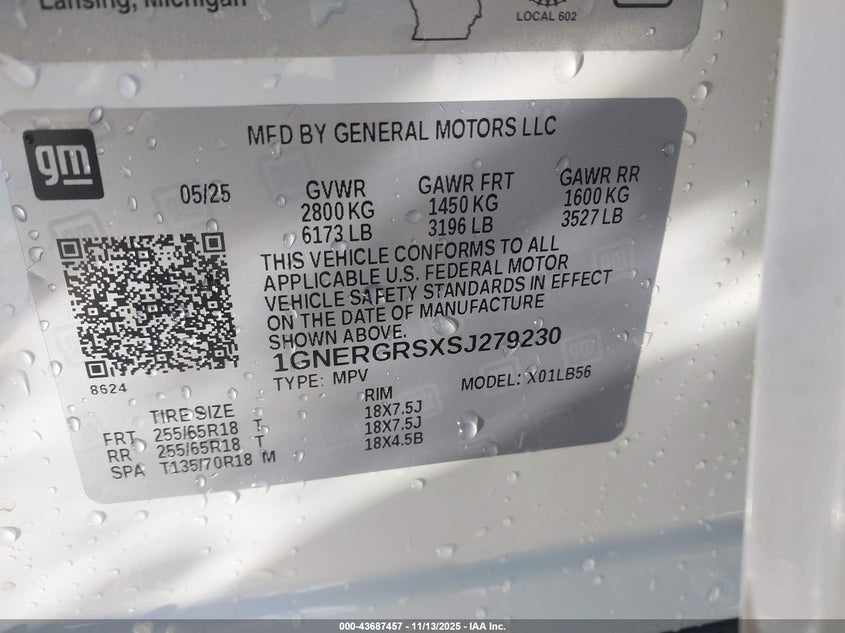 Lansing, Michigan
LOCAL 602
gm
MFD BY GENERAL MOTORS LLC
05/25
GVWR GAWR FRT GAWR RR
2800 KG 1450 KG 1600 KG
6173 LB 3196 LB 3527 LB
THIS VEHICLE CONFORMS TO ALL
APPLICABLE U.S. FEDERAL MOTOR
VEHICLE SAFETY STANDARDS IN EFFECT
ON THE DATE OF MANUFACTURE
SHOWN ABOVE.
1GNERGRSXSJ279230
8624
TYPE: MPV MODEL: X01LB56
TIRE SIZE RIM
FRT 255/65R18 T 18X7.5J
RR 255/65R18 T 18X7.5J
SPA T135/70R18 M 18X4.5B
000-43687457 - 11/13/2025 - IAA Inc.